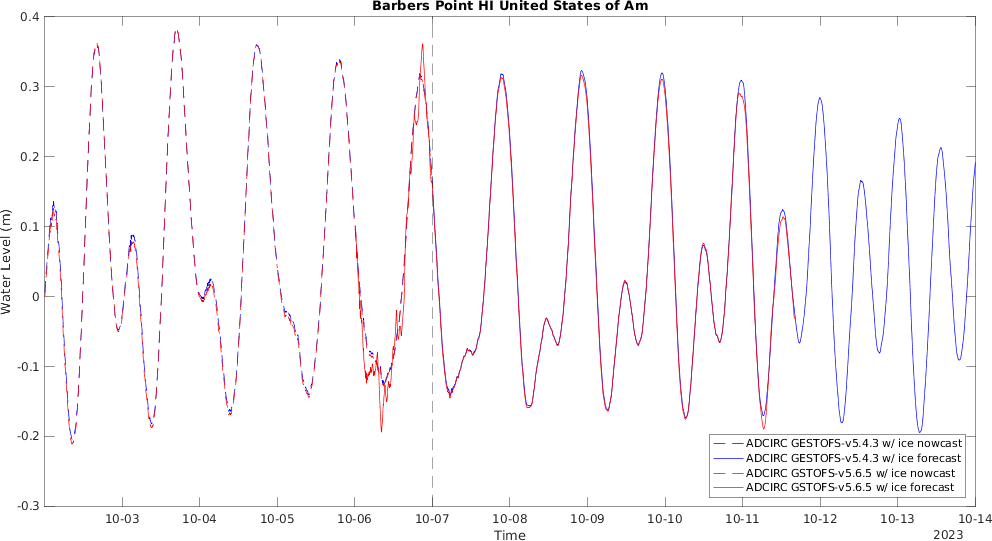 Barbers Point HI United States of Am
Water Level (m)
0.4
0.3
0.2
0.1
0
-0.1
-0.2
-0.3
ADCIRC GESTOFS-v5.4.3 w/ ice nowcast
ADCIRC GESTOFS-v5.4.3 w/ ice forecast
ADCIRC GSTOFS-v5.6.5 w/ ice nowcast
ADCIRC GSTOFS-v5.6.5 w/ ice forecast
10-03 10-04 10-05 10-06 10-07 10-08 10-09 10-10 10-11 10-12 10-13 10-14
Time
2023